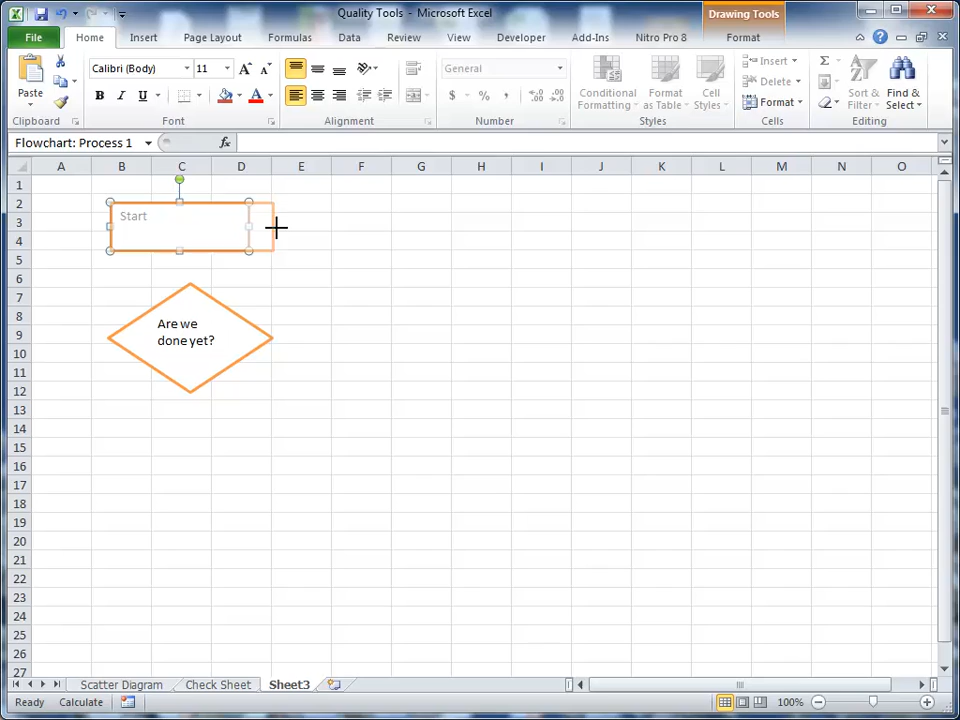 Quality Tools - Microsoft Excel
Drawing Tools
File Home Insert Page Layout Formulas Data Review View Developer Add-Ins Nitro Pro 8 Format
Paste
Calibri (Body) 11
B I U A A A
General
$ % ,
Conditional Formatting
Format as Table
Cell Styles
Insert
Delete
Format
Σ
Sort & Filter
Find & Select
Clipboard Font Alignment Number Styles Cells Editing
Flowchart: Process 1 fx
A B C D E F G H I J K L M N O
1
2
3
4
5
6
7
8
9
10
11
12
13
14
15
16
17
18
19
20
21
22
23
24
25
26
27
Start
Are we
done yet?
Scatter Diagram Check Sheet Sheet3
Ready Calculate 100%